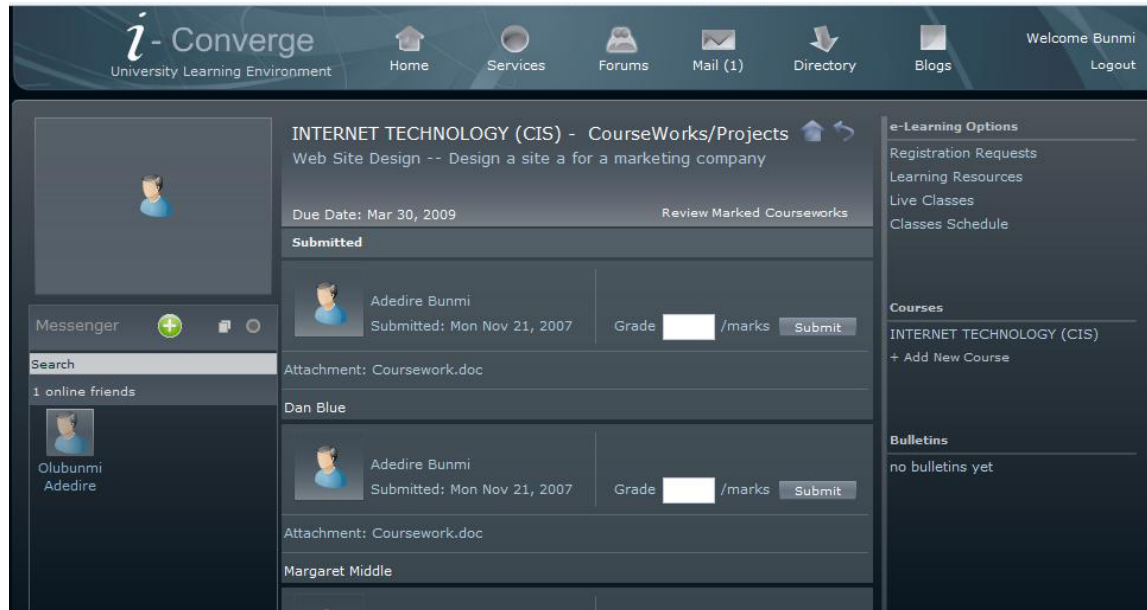 i - Converge
University Learning Environment
Home
Services
Forums
Mail (1)
Directory
Blogs
Welcome Bunmi
Logout
Messenger
Search
1 online friends
Olubunmi
Adedire
INTERNET TECHNOLOGY (CIS) - CourseWorks/Projects
Web Site Design -- Design a site a for a marketing company
Due Date: Mar 30, 2009
Review Marked Courseworks
Submitted
Adedire Bunmi
Submitted: Mon Nov 21, 2007
Grade /marks Submit
Attachment: Coursework.doc
Dan Blue
Adedire Bunmi
Submitted: Mon Nov 21, 2007
Grade /marks Submit
Attachment: Coursework.doc
Margaret Middle
e-Learning Options
Registration Requests
Learning Resources
Live Classes
Classes Schedule
Courses
INTERNET TECHNOLOGY (CIS)
+ Add New Course
Bulletins
no bulletins yet